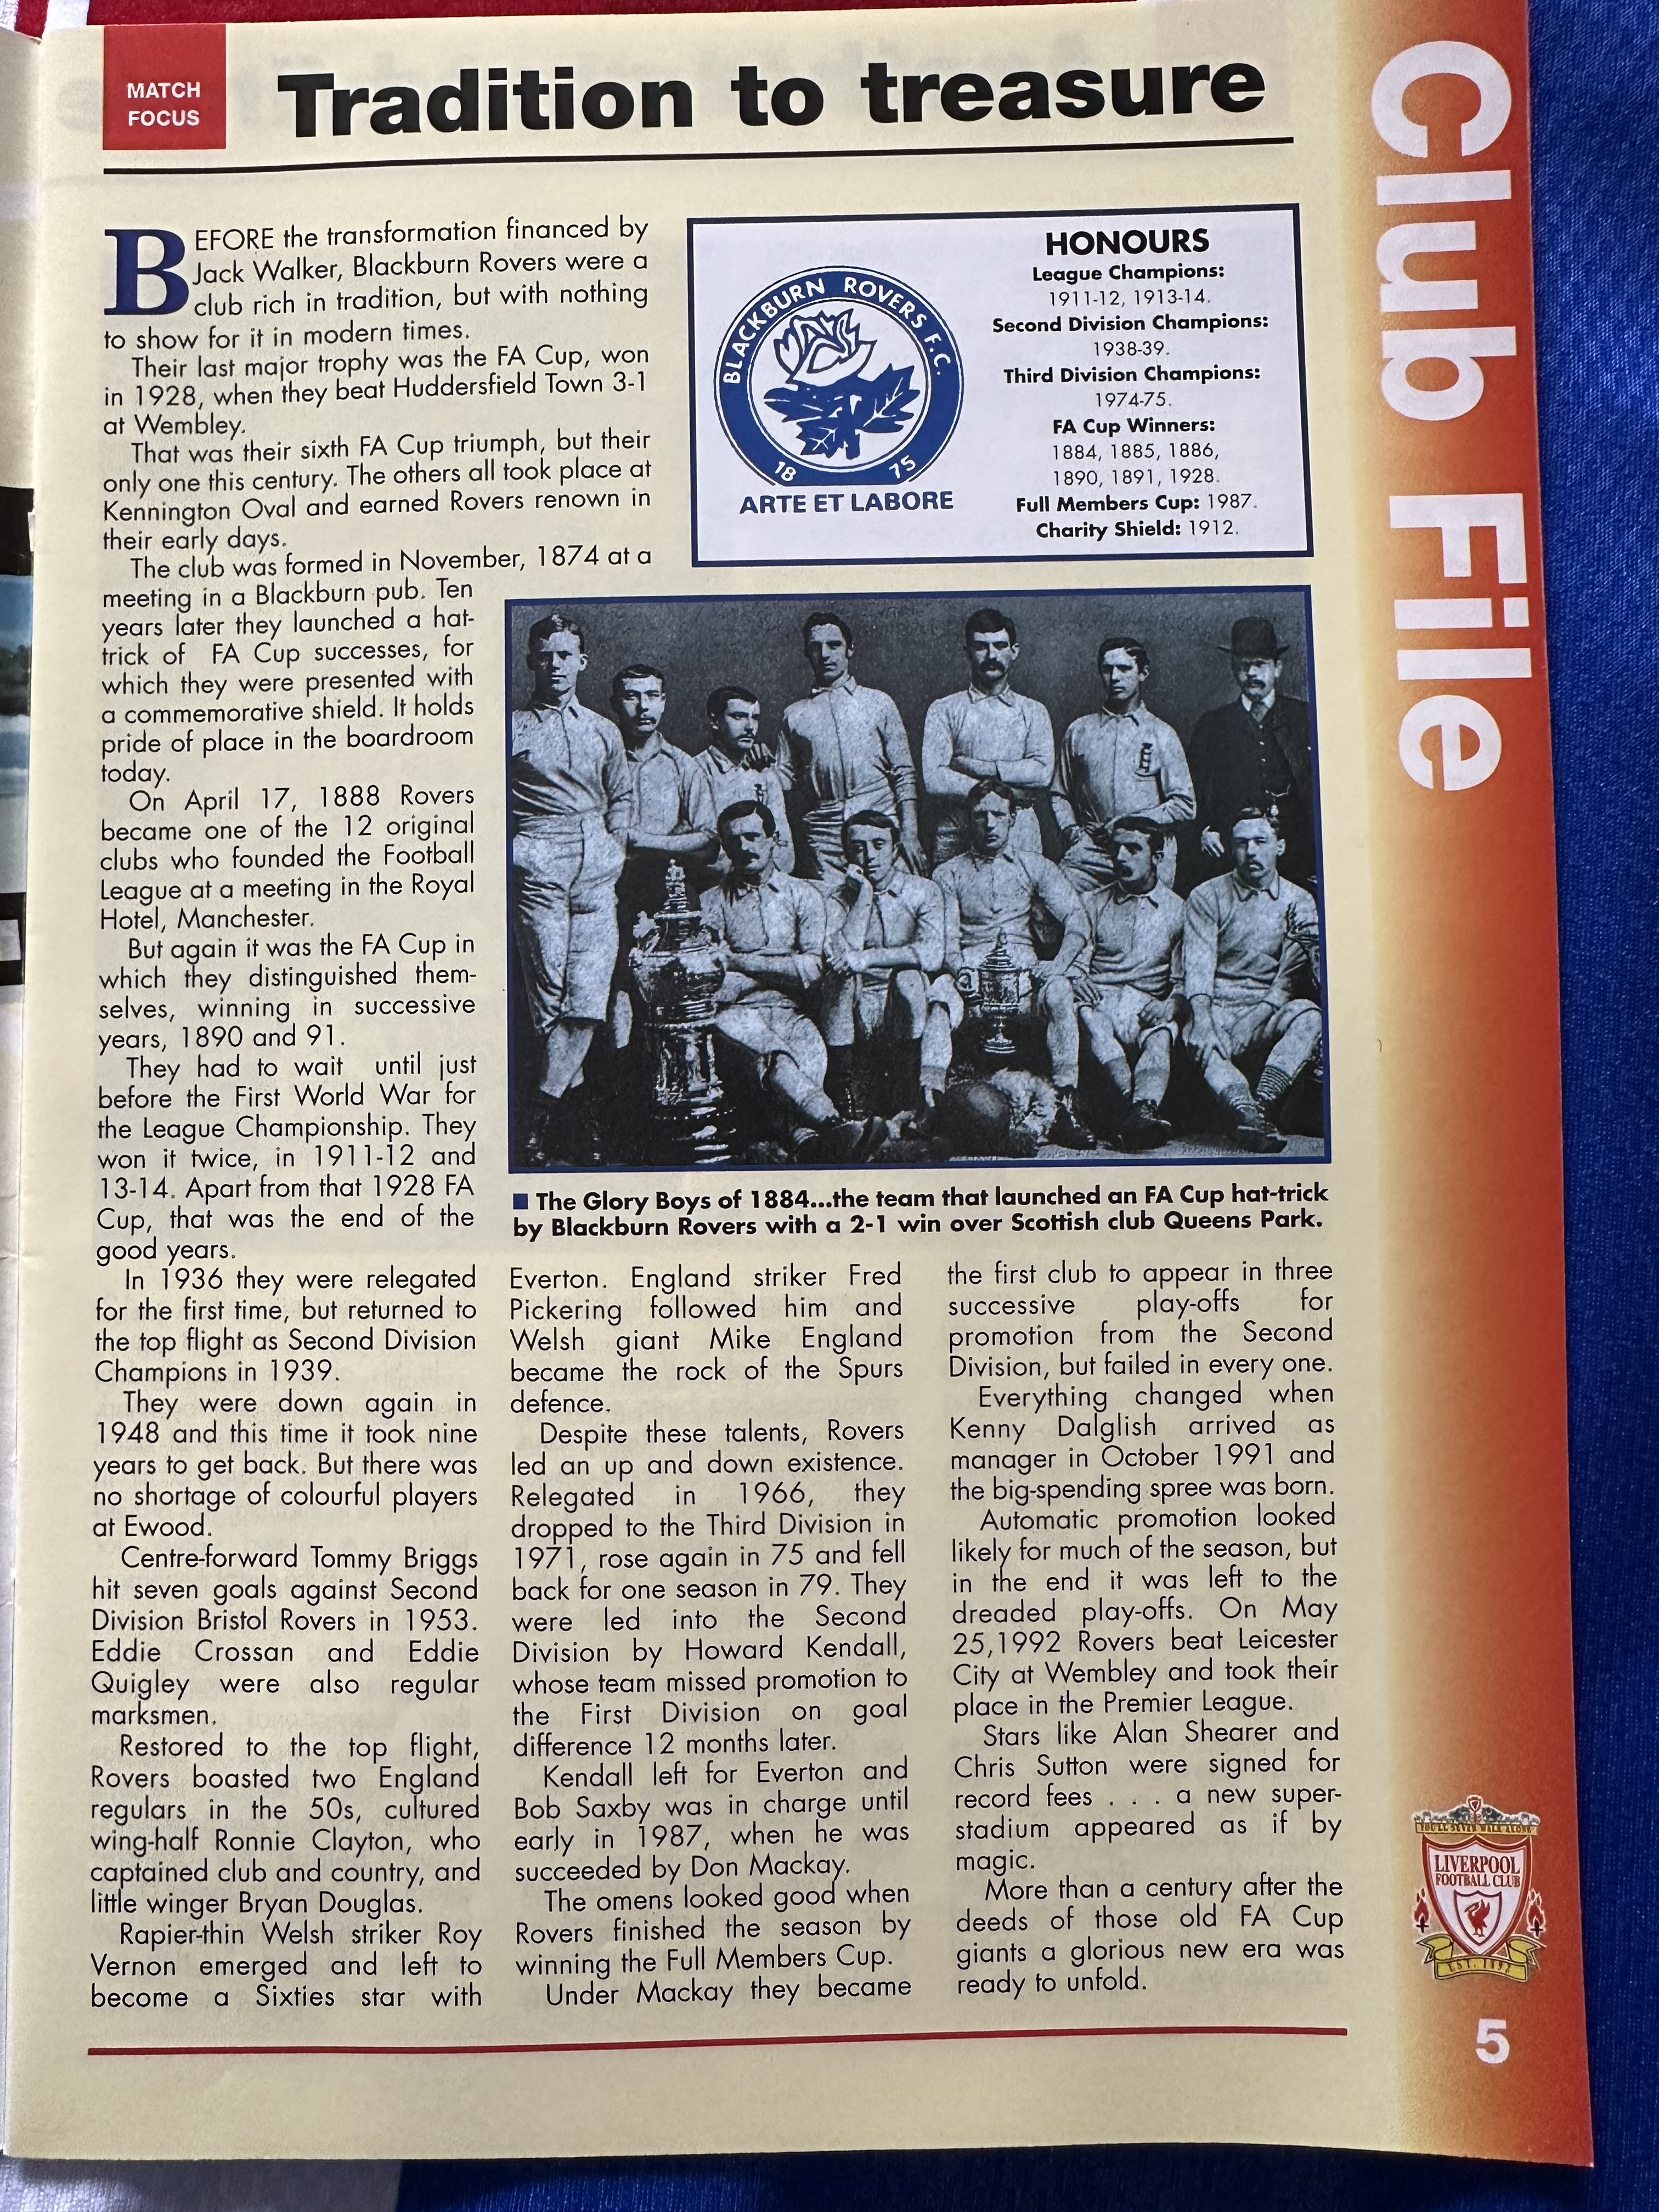 MATCH
FOCUS
Tradition to treasure
BEFORE the transformation financed by
Jack Walker, Blackburn Rovers were a
club rich in tradition, but with nothing
to show for it in modern times.
Their last major trophy was the FA Cup, won
in 1928, when they beat Huddersfield Town 3-1
at Wembley.
That was their sixth FA Cup triumph, but their
only one this century. The others all took place at
Kennington Oval and earned Rovers renown in
their early days.
The club was formed in November, 1874 at a
meeting in a Blackburn pub. Ten
years later they launched a hat-
trick of FA Cup successes, for
which they were presented with
a commemorative shield. It holds
pride of place in the boardroom
today.
On April 17, 1888 Rovers
became one of the 12 original
clubs who founded the Football
League at a meeting in the Royal
Hotel, Manchester.
But again it was the FA Cup in
which they distinguished them-
selves, winning in successive
years, 1890 and 91.
They had to wait until just
before the First World War for
the League Championship. They
won it twice, in 1911-12 and
13-14. Apart from that 1928 FA
Cup, that was the end of the
good years.
In 1936 they were relegated
for the first time, but returned to
the top flight as Second Division
Champions in 1939.
They were down again in
1948 and this time it took nine
years to get back. But there was
no shortage of colourful players
at Ewood.
Centre-forward Tommy Briggs
hit seven goals against Second
Division Bristol Rovers in 1953.
Eddie Crossan and Eddie
Quigley were also regular
marksmen.
Restored to the top flight,
Rovers boasted two England
regulars in the 50s, cultured
wing-half Ronnie Clayton, who
captained club and country, and
little winger Bryan Douglas.
Rapier-thin Welsh striker Roy
Vernon emerged and left to
become a Sixties star with
BLACKBURN ROVERS F.C.
18 75
ARTE ET LABORE
HONOURS
League Champions:
1911-12, 1913-14.
Second Division Champions:
1938-39.
Third Division Champions:
1974-75.
FA Cup Winners:
1884, 1885, 1886,
1890, 1891, 1928.
Full Members Cup: 1987.
Charity Shield: 1912.
■ The Glory Boys of 1884...the team that launched an FA Cup hat-trick
by Blackburn Rovers with a 2-1 win over Scottish club Queens Park.
Everton. England striker Fred
Pickering followed him and
Welsh giant Mike England
became the rock of the Spurs
defence.
Despite these talents, Rovers
led an up and down existence.
Relegated in 1966, they
dropped to the Third Division in
1971, rose again in 75 and fell
back for one season in 79. They
were led into the Second
Division by Howard Kendall,
whose team missed promotion to
the First Division on goal
difference 12 months later.
Kendall left for Everton and
Bob Saxby was in charge until
early in 1987, when he was
succeeded by Don Mackay.
The omens looked good when
Rovers finished the season by
winning the Full Members Cup.
Under Mackay they became
the first club to appear in three
successive play-offs for
promotion from the Second
Division, but failed in every one.
Everything changed when
Kenny Dalglish arrived as
manager in October 1991 and
the big-spending spree was born.
Automatic promotion looked
likely for much of the season, but
in the end it was left to the
dreaded play-offs. On May
25,1992 Rovers beat Leicester
City at Wembley and took their
place in the Premier League.
Stars like Alan Shearer and
Chris Sutton were signed for
record fees . . . a new super-
stadium appeared as if by
magic.
More than a century after the
deeds of those old FA Cup
giants a glorious new era was
ready to unfold.
Club File
YOU'LL NEVER WALK ALONE
LIVERPOOL
FOOTBALL CLUB
EST. 1892
5